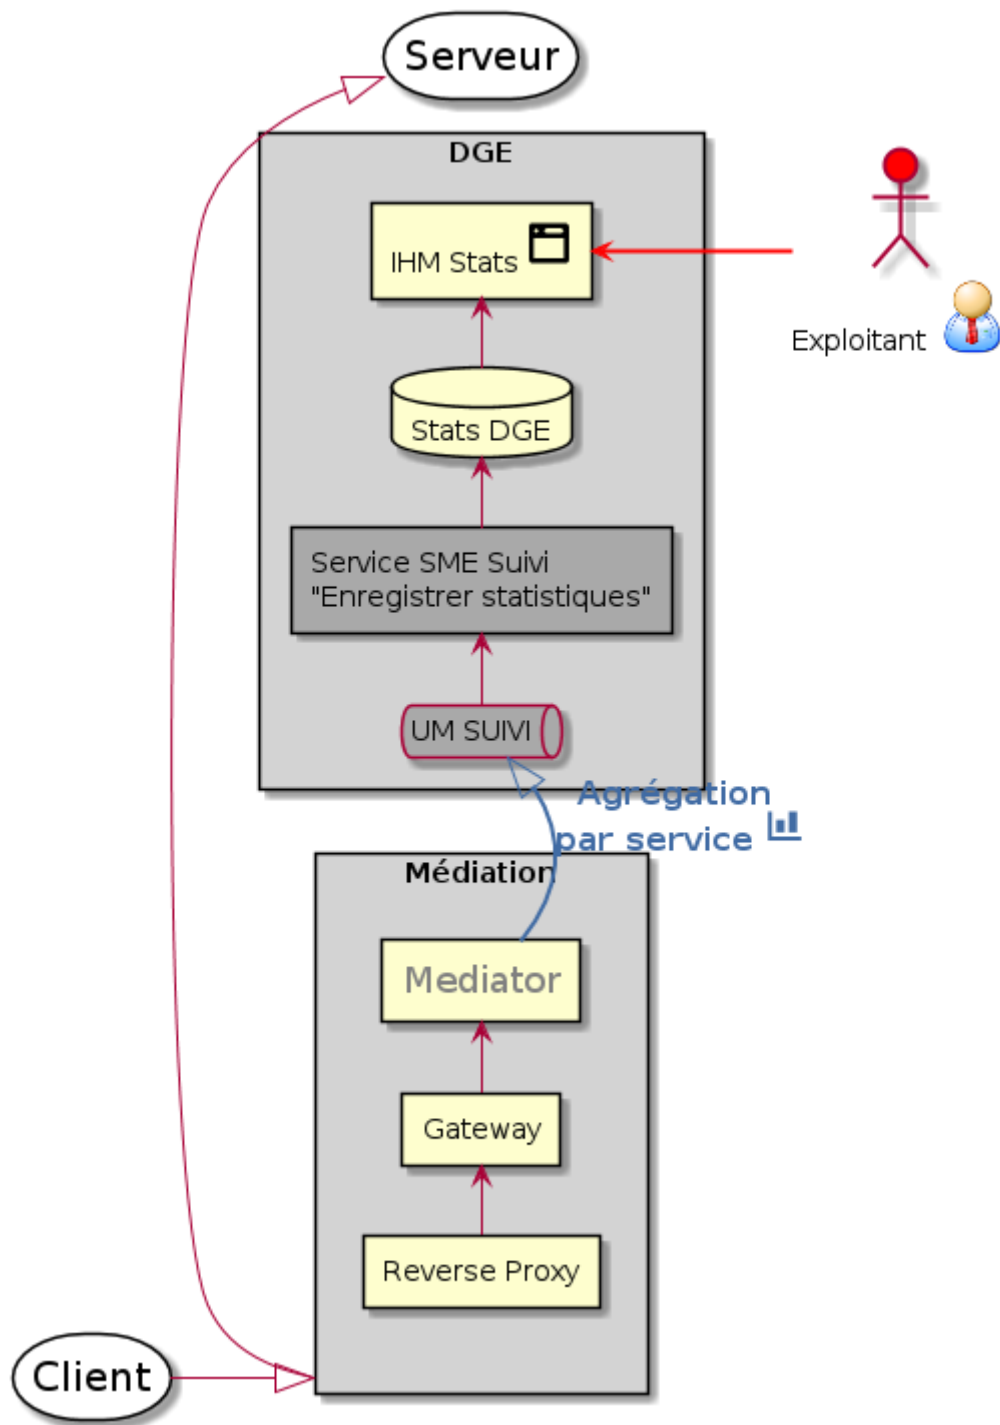 Serveur
DGE
IHM Stats
Exploitant
Stats DGE
Service SME Suivi
"Enregistrer statistiques"
UM SUIVI
Agrégation
par service
Médiation
Mediator
Gateway
Reverse Proxy
Client